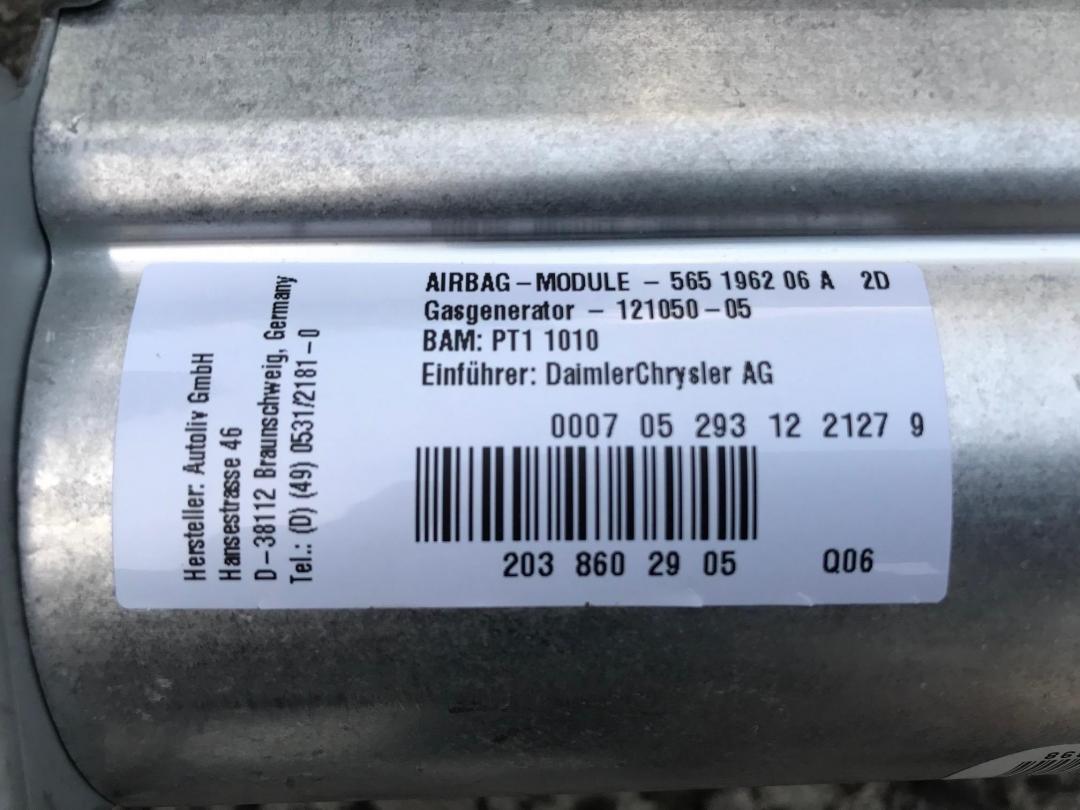 AIRBAG – MODULE – 565 1962 06 A 2D
Gasgenerator – 121050 – 05
BAM: PT1 1010
Einführer: DaimlerChrysler AG
0007 05 293 12 2127 9
203 860 29 05 Q06
Hersteller: Autoliv GmbH
Hansestrasse 46
D – 38112 Braunschweig, Germany
Tel.: (D) (49) 0531/2181 – 0